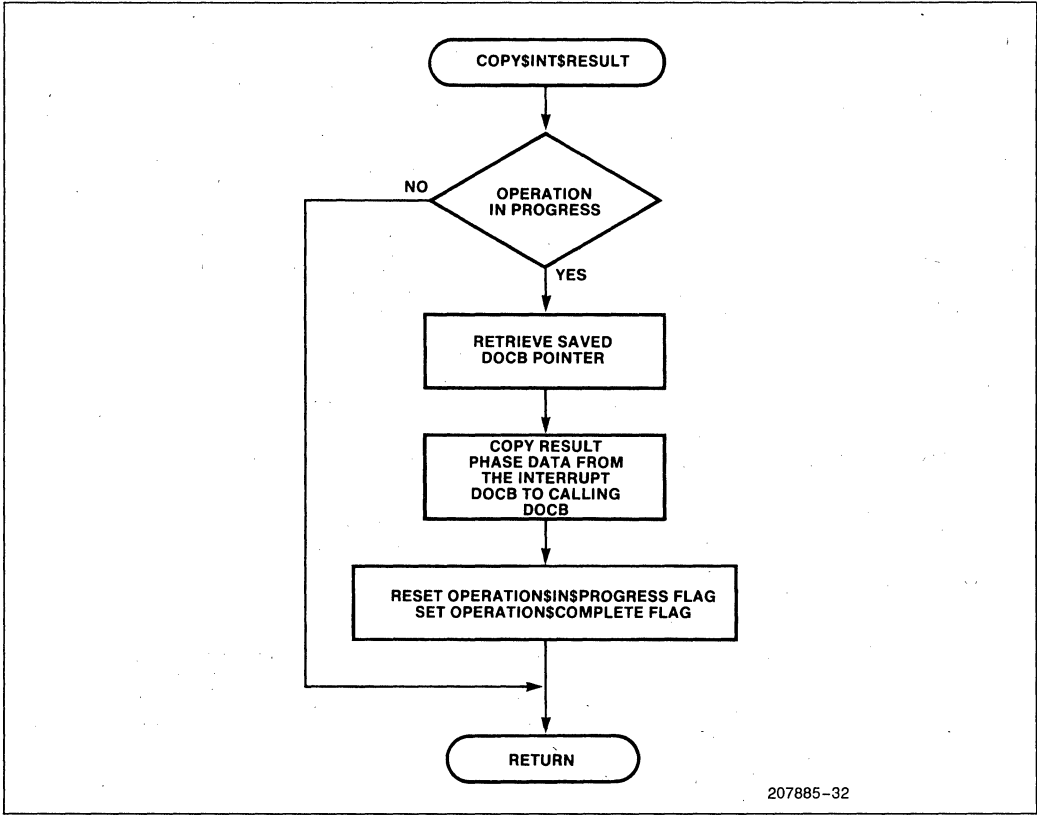 COPY$INT$RESULT
NO
OPERATION
IN PROGRESS
YES
RETRIEVE SAVED
DOCB POINTER
COPY RESULT
PHASE DATA FROM
THE INTERRUPT
DOCB TO CALLING
DOCB
RESET OPERATION$IN$PROGRESS FLAG
SET OPERATION$COMPLETE FLAG
RETURN
207885-32